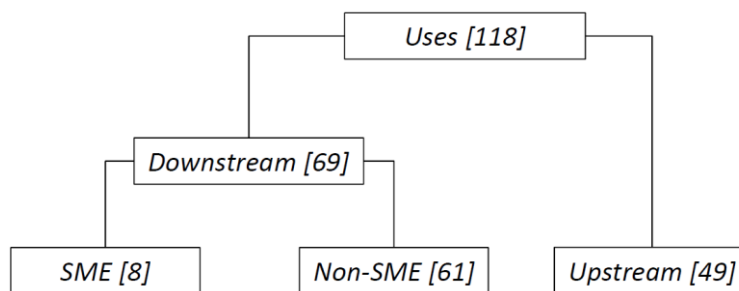 Uses [118]
Downstream [69]
SME [8]
Non-SME [61]
Upstream [49]